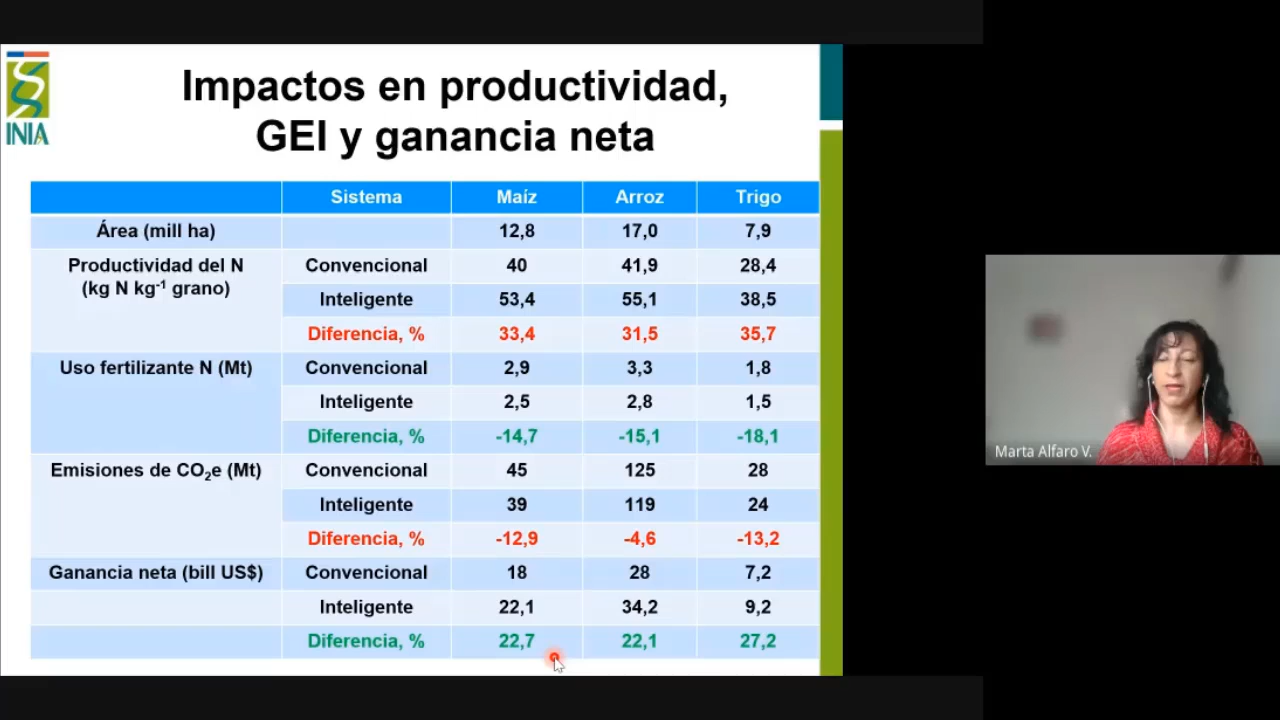 INIA
Impactos en productividad,
GEI y ganancia neta
Sistema Maíz Arroz Trigo
Área (mill ha) 12,8 17,0 7,9
Productividad del N Convencional 40 41,9 28,4
(kg N kg⁻¹ grano)
Inteligente 53,4 55,1 38,5
Diferencia, % 33,4 31,5 35,7
Uso fertilizante N (Mt) Convencional 2,9 3,3 1,8
Inteligente 2,5 2,8 1,5
Diferencia, % -14,7 -15,1 -18,1
Emisiones de CO₂e (Mt) Convencional 45 125 28
Inteligente 39 119 24
Diferencia, % -12,9 -4,6 -13,2
Ganancia neta (bill US$) Convencional 18 28 7,2
Inteligente 22,1 34,2 9,2
Diferencia, % 22,7 22,1 27,2
Marta Alfaro V.